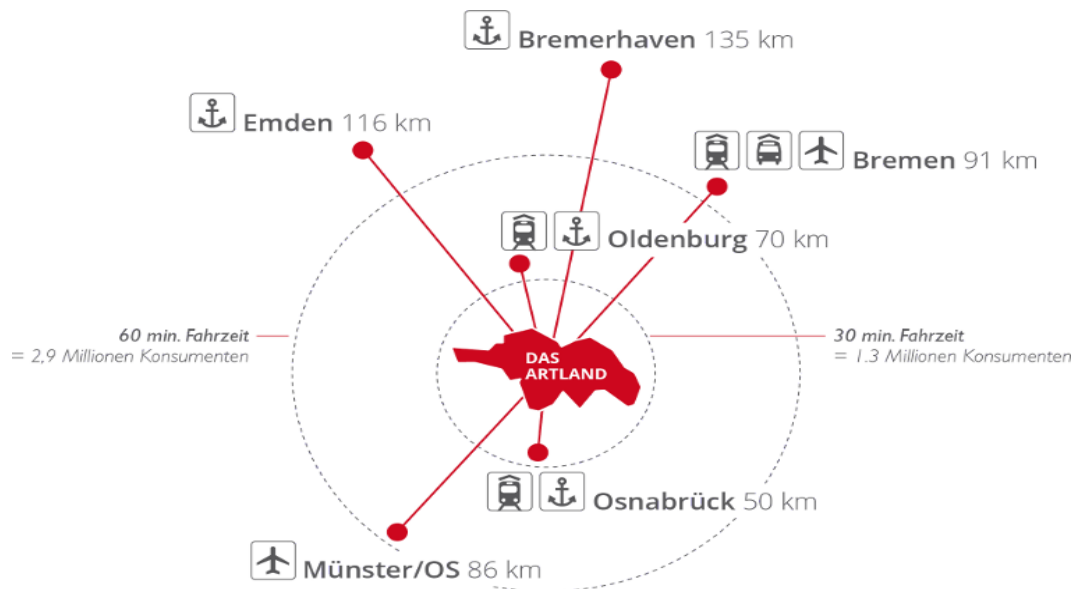 Bremerhaven 135 km
Emden 116 km
Bremen 91 km
Oldenburg 70 km
60 min. Fahrzeit
= 2,9 Millionen Konsumenten
30 min. Fahrzeit
= 1.3 Millionen Konsumenten
DAS
ARTLAND
Osnabrück 50 km
Münster/OS 86 km